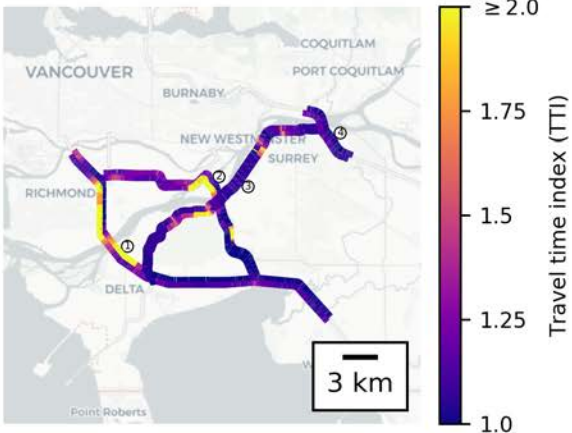 COQUITLAM
VANCOUVER
PORT COQUITLAM
BURNABY
④
NEW WESTMINSTER
SURREY
②
③
RICHMOND
①
DELTA
3 km
Point Roberts
≥ 2.0
1.75
1.5
1.25
1.0
Travel time index (TTI)